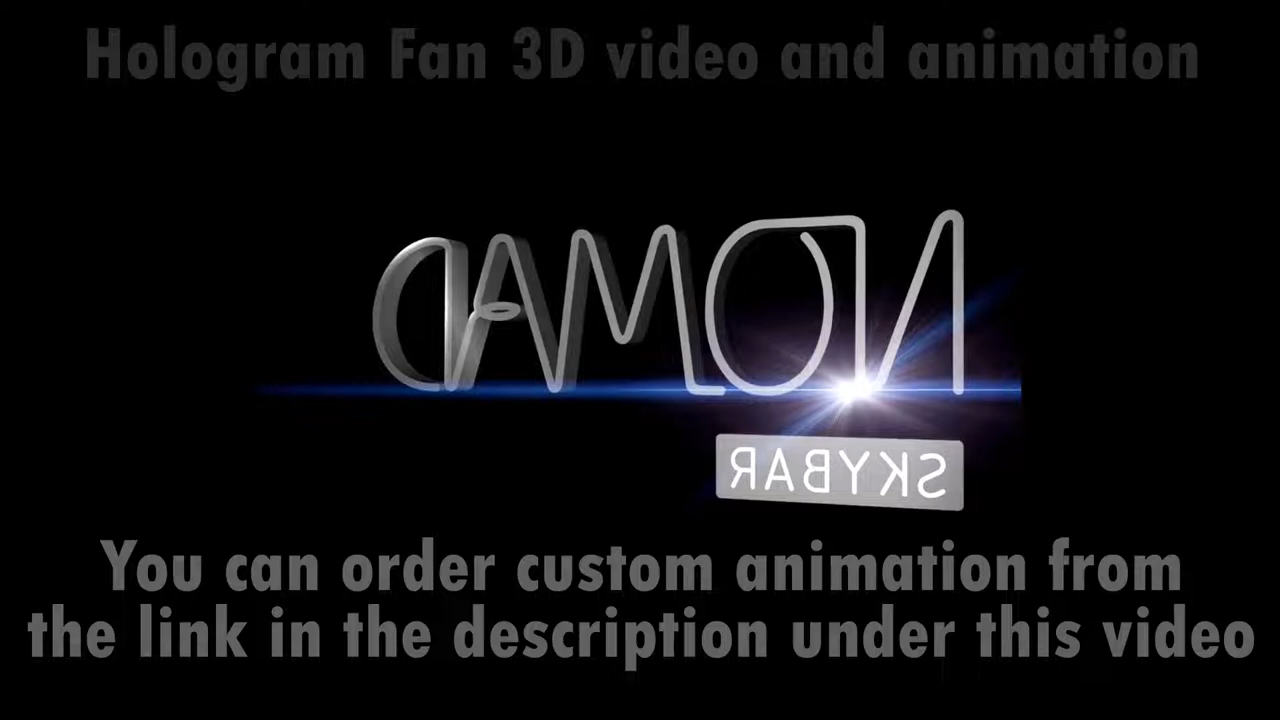 Hologram Fan 3D video and animation
NOMAD
SKYBAR
You can order custom animation from
the link in the description under this video